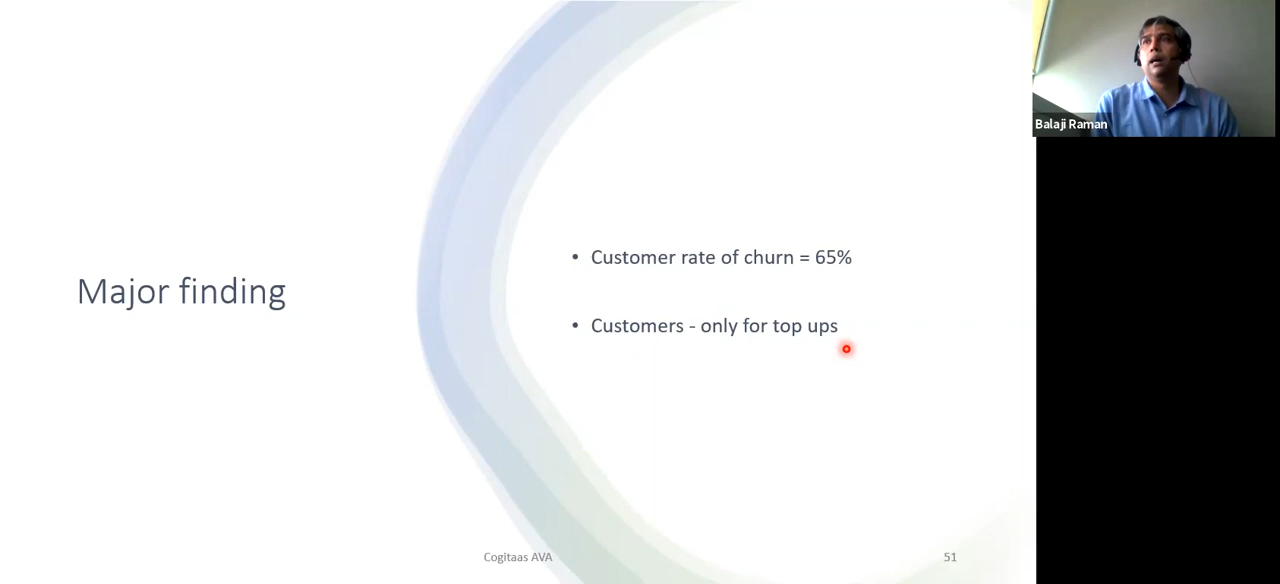 Balaji Raman
Major finding
• Customer rate of churn = 65%
• Customers - only for top ups
Cogitaas AVA
51